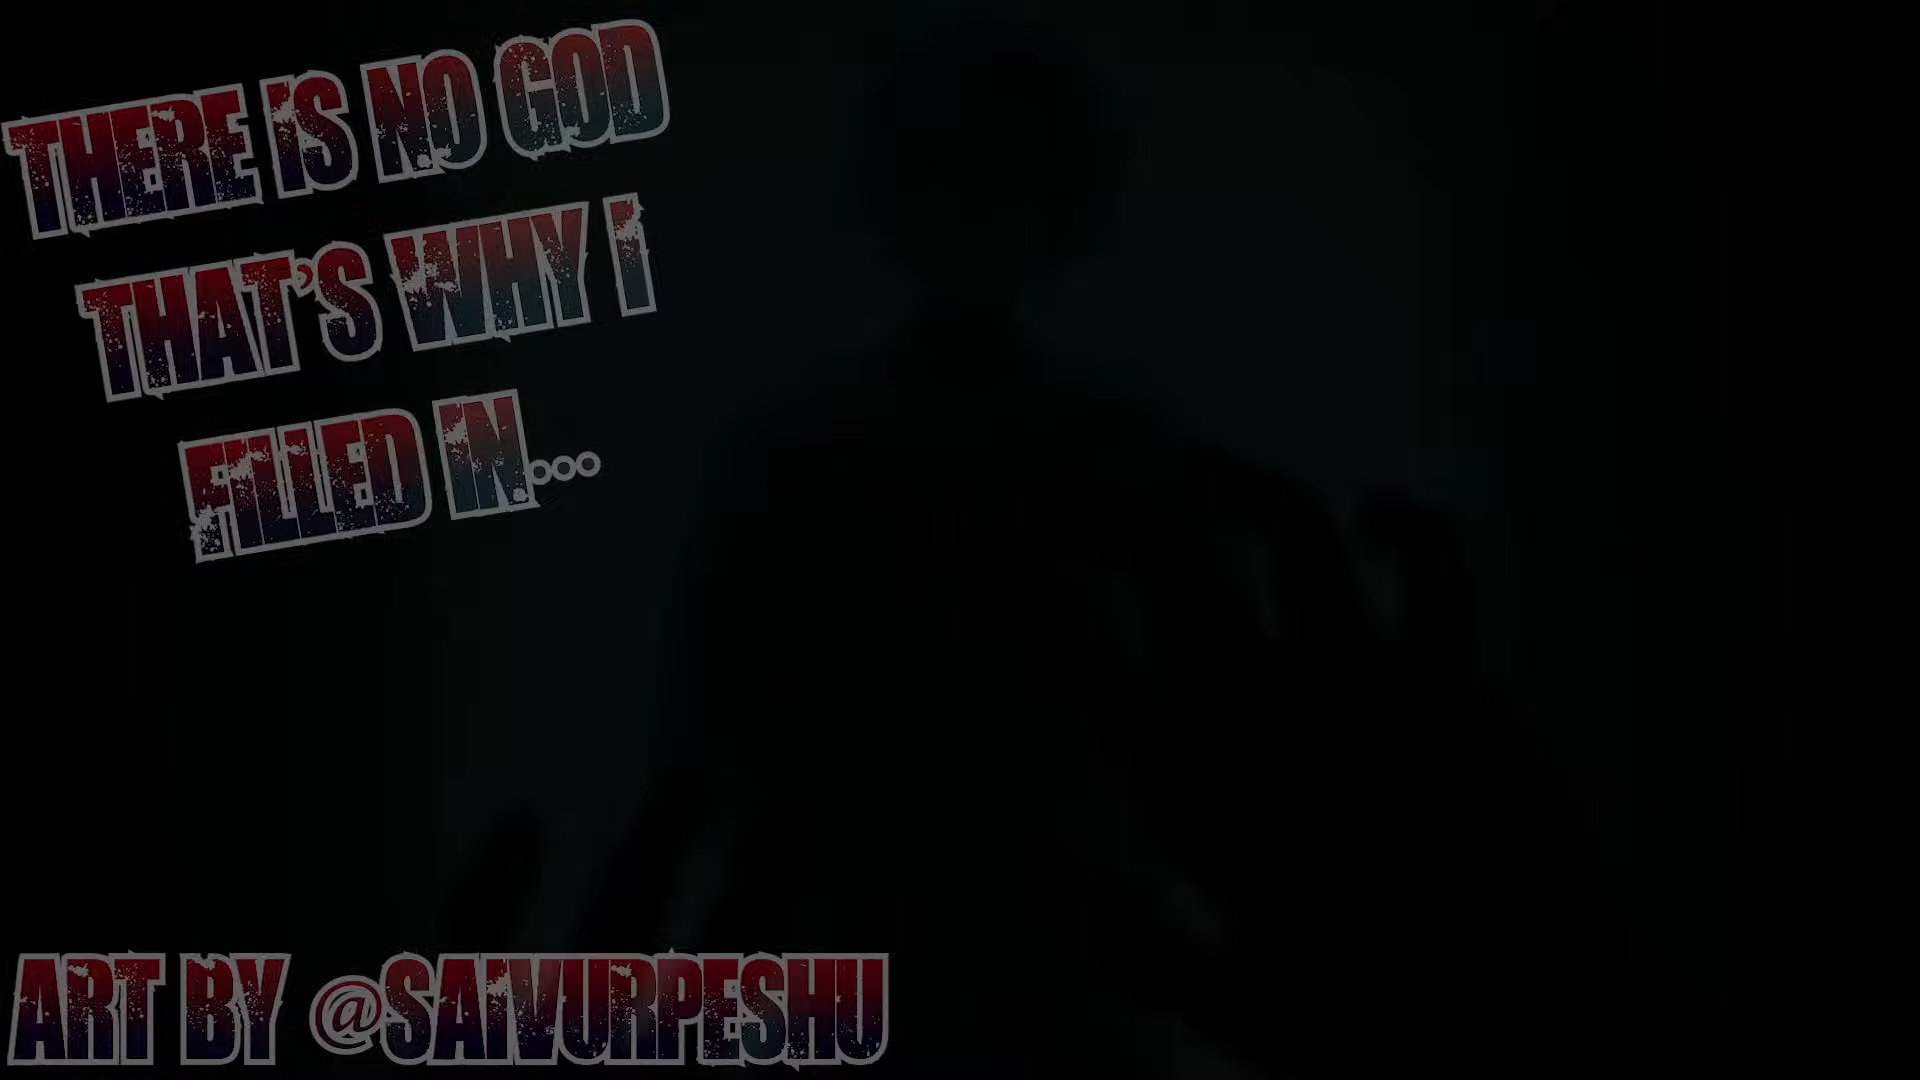 THERE IS NO GOD
THAT'S WHY I
FILLED IN...
ART BY @SAIVURPESHU